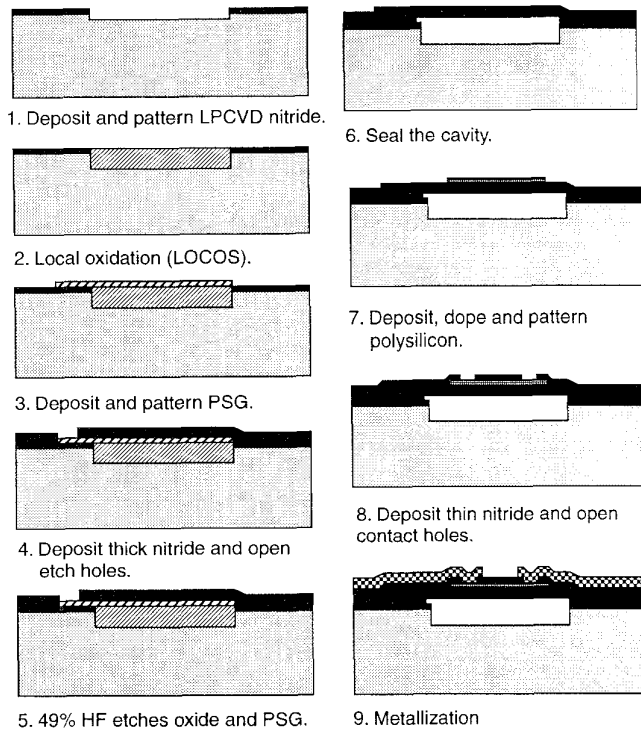 1. Deposit and pattern LPCVD nitride.
2. Local oxidation (LOCOS).
3. Deposit and pattern PSG.
4. Deposit thick nitride and open
etch holes.
5. 49% HF etches oxide and PSG.
6. Seal the cavity.
7. Deposit, dope and pattern
polysilicon.
8. Deposit thin nitride and open
contact holes.
9. Metallization